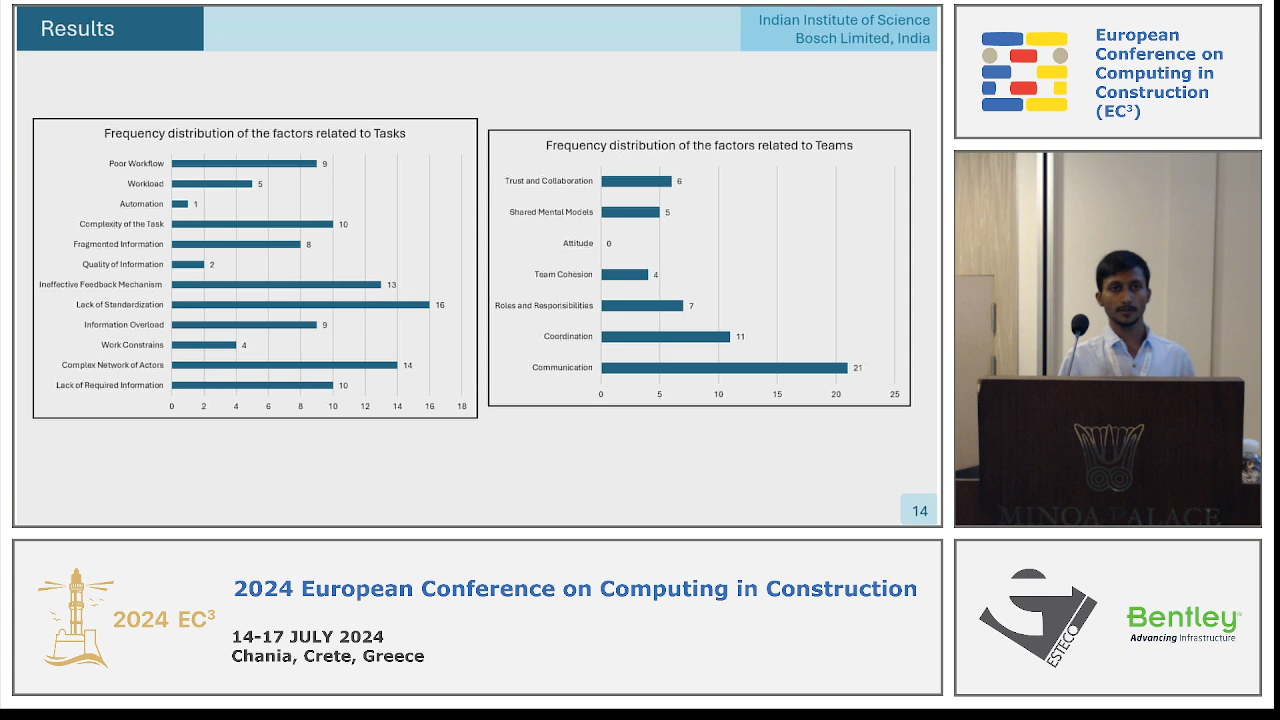 Results
Indian Institute of Science
Bosch Limited, India
Frequency distribution of the factors related to Tasks
Poor Workflow 9
Workload 5
Automation 1
Complexity of the Task 10
Fragmented Information 8
Quality of Information 2
Ineffective Feedback Mechanism 13
Lack of Standardization 16
Information Overload 9
Work Constrains 4
Complex Network of Actors 14
Lack of Required Information 10
0 2 4 6 8 10 12 14 16 18
Frequency distribution of the factors related to Teams
Trust and Collaboration 6
Shared Mental Models 5
Attitude 0
Team Cohesion 4
Roles and Responsibilities 7
Coordination 11
Communication 21
0 5 10 15 20 25
14
European
Conference on
Computing in
Construction
(EC³)
MINOA PALACE
2024 EC³
2024 European Conference on Computing in Construction
14-17 JULY 2024
Chania, Crete, Greece
ESTECO
Bentley™
Advancing Infrastructure